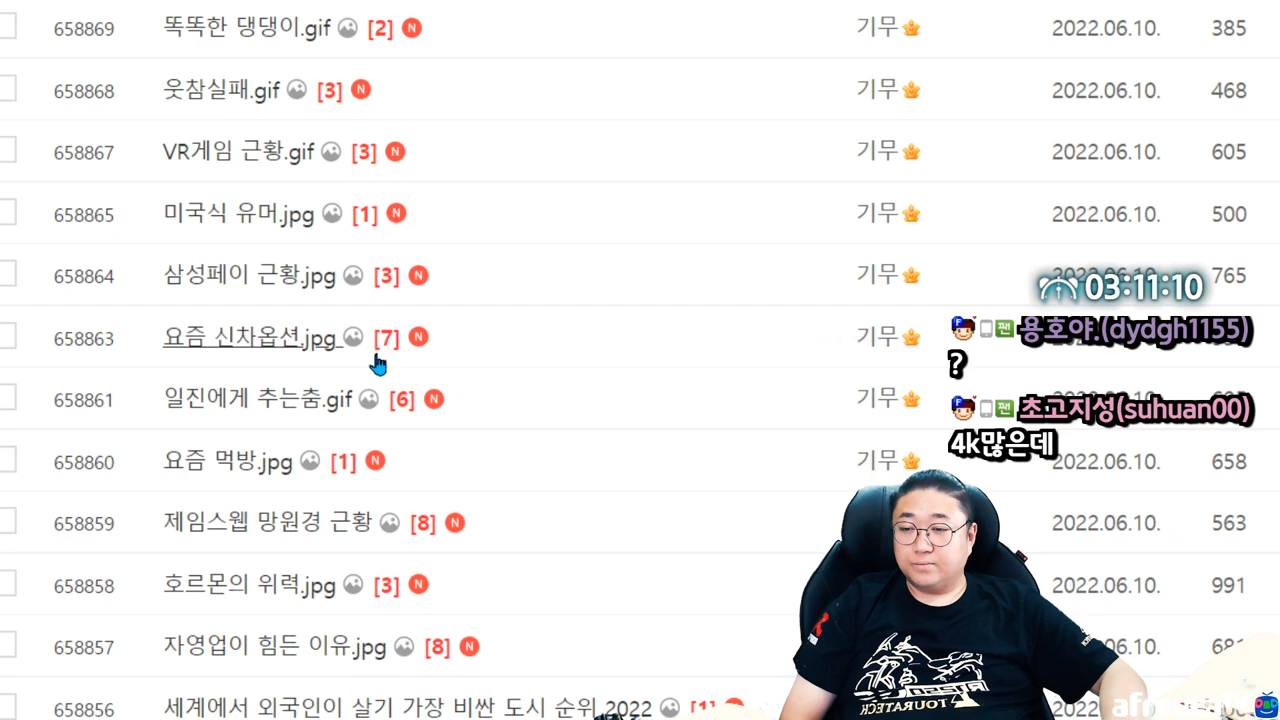 658869 똑똑한 댕댕이.gif [2] N 기무 2022.06.10. 385
658868 웃참실패.gif [3] N 기무 2022.06.10. 468
658867 VR게임 근황.gif [3] N 기무 2022.06.10. 605
658865 미국식 유머.jpg [1] N 기무 2022.06.10. 500
658864 삼성페이 근황.jpg [3] N 기무 2022.06.10. 765
03:11:10
658863 요즘 신차옵션.jpg [7] N 기무
팬 용호야.(dydgh1155)
?
658861 일진에게 추는춤.gif [6] N 기무
팬 초고지성(suhuan00)
4k많은데
658860 요즘 먹방.jpg [1] N 기무 2022.06.10. 658
658859 제임스웹 망원경 근황 [8] N 2022.06.10. 563
658858 호르몬의 위력.jpg [3] N 2022.06.10. 991
658857 자영업이 힘든 이유.jpg [8] N 06.10.
658856 세계에서 외국인이 살기 가장 비싼 도시 순위.2022 [1]
TOURATECH